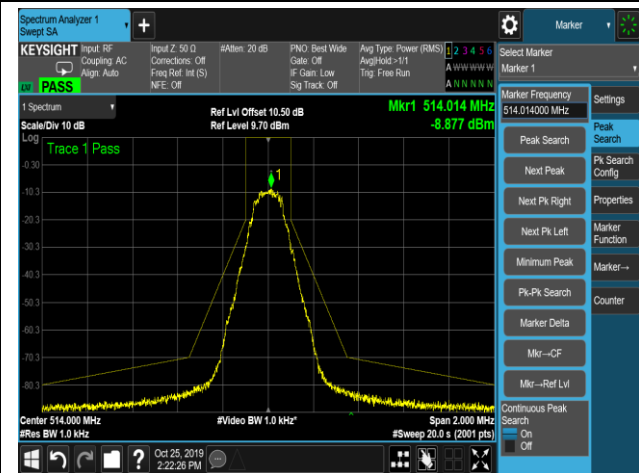 Spectrum Analyzer 1
Swept SA
+
Marker
KEYSIGHT
Input: RF
Coupling: AC
Align: Auto
Input Z: 50 Ω
Corrections: Off
Freq Ref: Int (S)
NFE: Off
#Atten: 20 dB
PNO: Best Wide
Gate: Off
IF Gain: Low
Sig Track: Off
Avg Type: Power (RMS)
Avg|Hold:>1/1
Trig: Free Run
1 2 3 4 5 6
A W W W W W
A N N N N N
PASS
Select Marker
Marker 1
1 Spectrum
Scale/Div 10 dB
Log
Ref Lvl Offset 10.50 dB
Ref Level 9.70 dBm
Mkr1 514.014 MHz
-8.877 dBm
Trace 1 Pass
1
-0.30
-10.3
-20.3
-30.3
-40.3
-50.3
-60.3
-70.3
-80.3
Center 514.000 MHz
#Res BW 1.0 kHz
#Video BW 1.0 kHz*
Span 2.000 MHz
#Sweep 20.0 s (2001 pts)
Marker Frequency
514.014000 MHz
Peak Search
Next Peak
Next Pk Right
Next Pk Left
Minimum Peak
Pk-Pk Search
Marker Delta
Mkr→CF
Mkr→Ref Lvl
Continuous Peak
Search
On
Off
Settings
Peak
Search
Pk Search
Config
Properties
Marker
Function
Marker→
Counter
?
Oct 25, 2019
2:22:26 PM